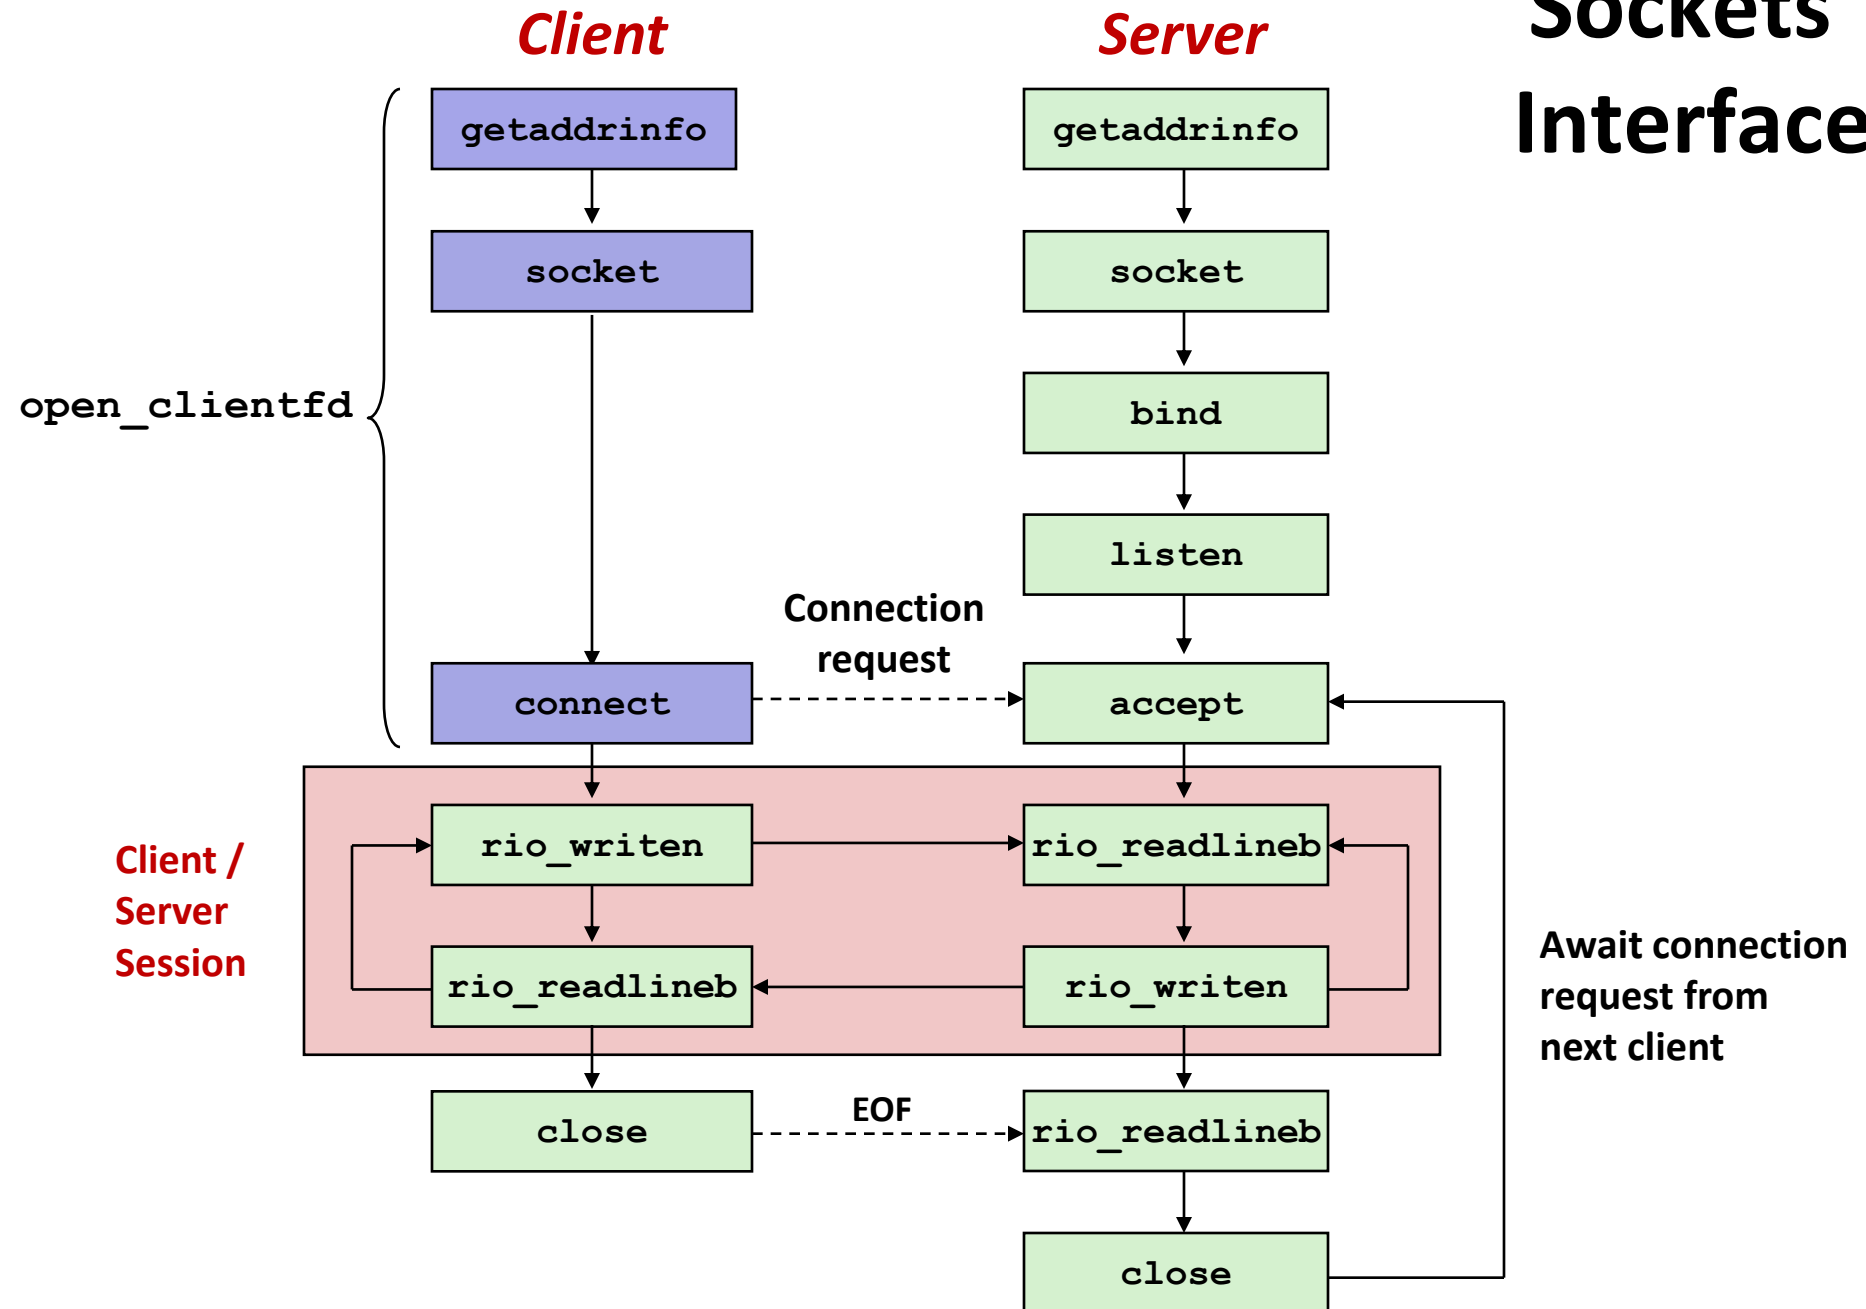 Client
Server
Sockets
Interface
getaddrinfo
getaddrinfo
socket
socket
open_clientfd
bind
listen
Connection
request
connect
accept
Client /
Server
Session
rio_writen
rio_readlineb
rio_readlineb
rio_writen
Await connection
request from
next client
close
EOF
rio_readlineb
close